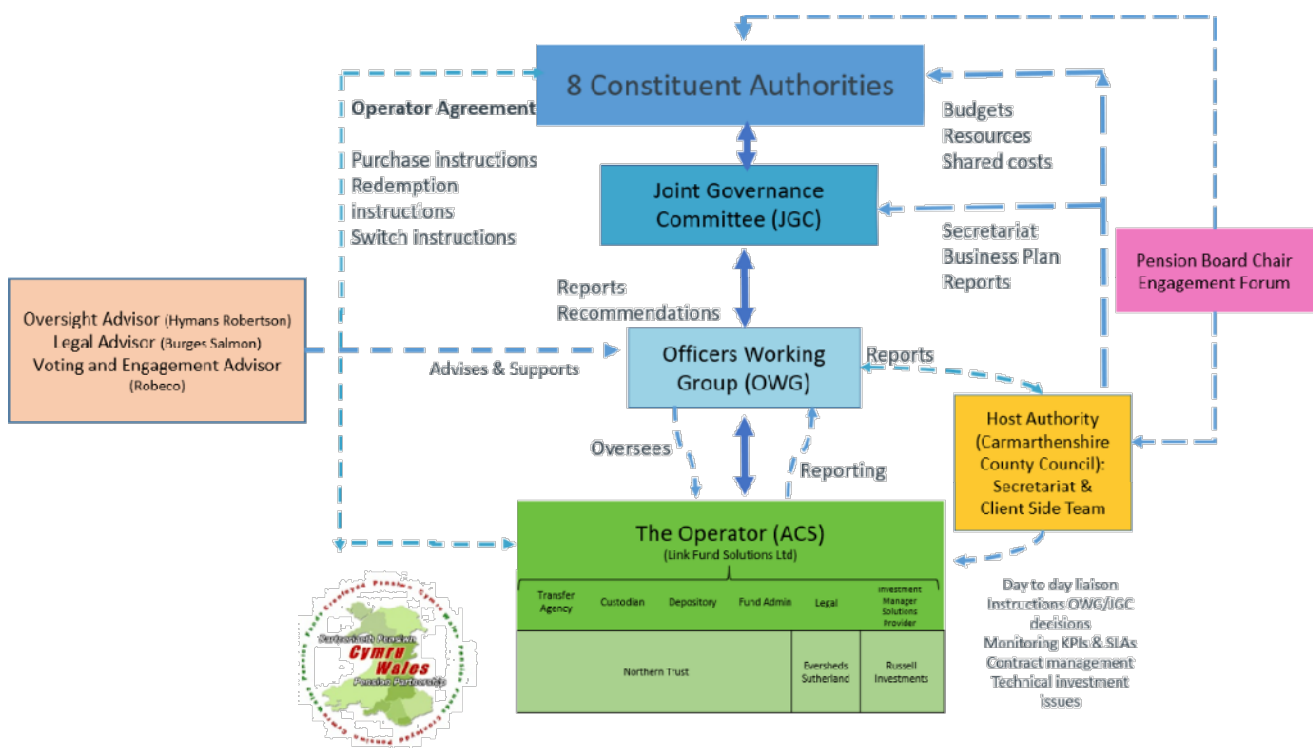 8 Constituent Authorities
Operator Agreement
Purchase instructions
Redemption
instructions
Switch instructions
Budgets
Resources
Shared costs
Joint Governance
Committee (JGC)
Secretariat
Business Plan
Reports
Pension Board Chair
Engagement Forum
Oversight Advisor (Hymans Robertson)
Legal Advisor (Burges Salmon)
Voting and Engagement Advisor
(Robeco)
Advises & Supports
Reports
Recommendations
Officers Working
Group (OWG)
Reports
Host Authority
(Carmarthenshire
County Council):
Secretariat &
Client Side Team
Oversees
Reporting
The Operator (ACS)
(Link Fund Solutions Ltd)
Transfer
Agency
Custodian
Depository
Fund Admin
Legal
Investment
Manager
Solutions
Provider
Northern Trust
Eversheds
Sutherland
Russell
Investments
Day to day liaison
Instructions OWG/JGC
decisions
Monitoring KPIs & SLAs
Contract management
Technical investment
issues
Partneriaeth Pensiwn
Cymru
Wales
Pension Partnership